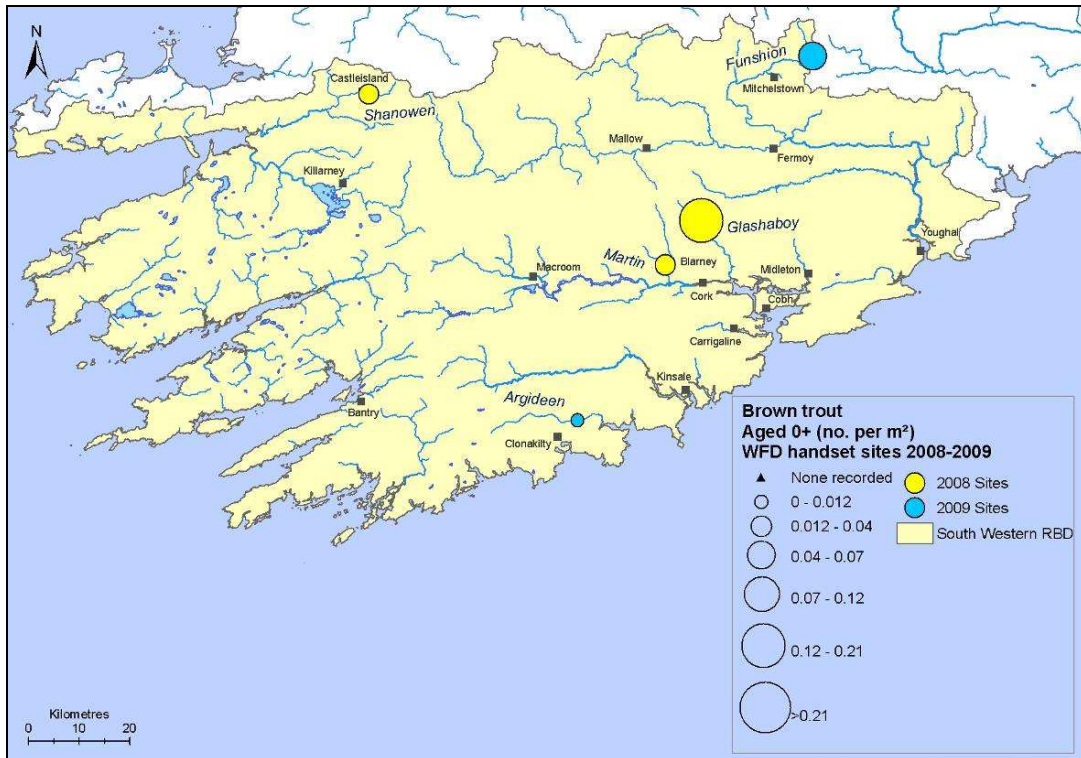 N
Funshion
Castleisland
Mitchelstown
Shanowen
Mallow
Fermoy
Killarney
Glashaboy
Youghal
Martin
Blarney
Macroom
Midleton
Cork
Cobh
Carrigaline
Kinsale
Argideen
Bantry
Clonakilty
Brown trout
Aged 0+ (no. per m²)
WFD handset sites 2008-2009
None recorded
0 - 0.012
0.012 - 0.04
0.04 - 0.07
0.07 - 0.12
0.12 - 0.21
>0.21
2008 Sites
2009 Sites
South Western RBD
Kilometres
0 10 20